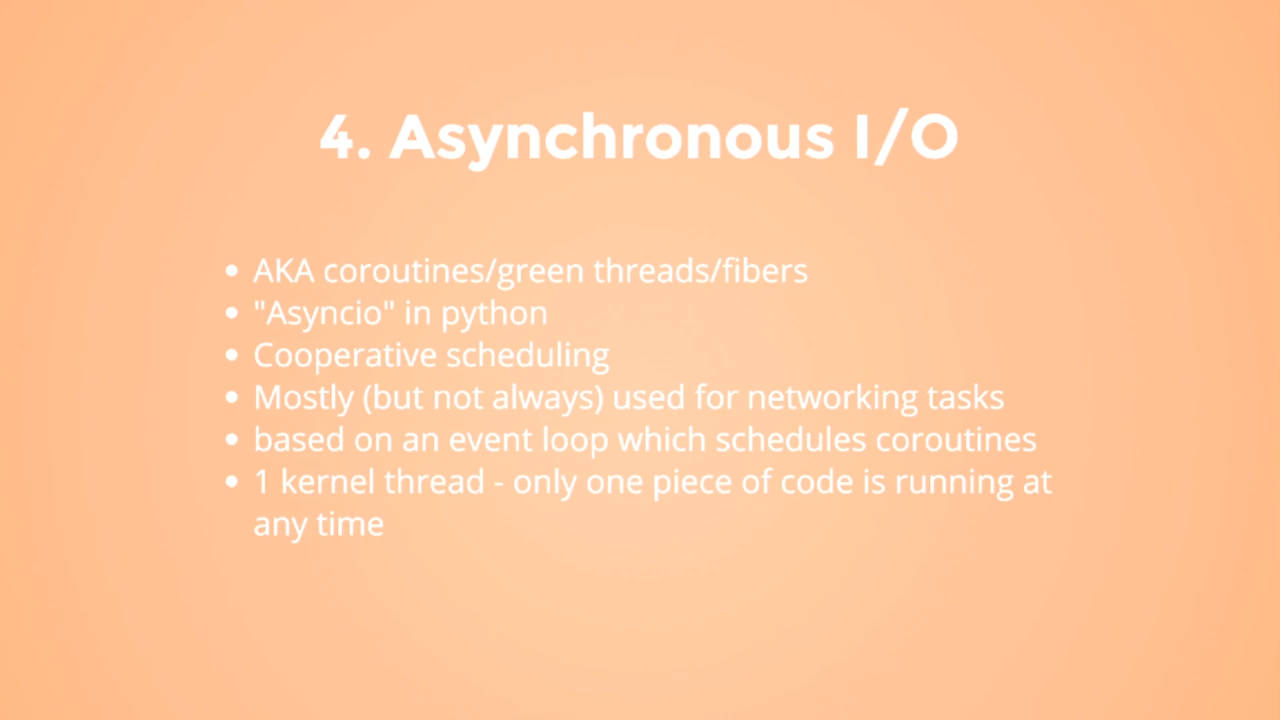 4. Asynchronous I/O
• AKA coroutines/green threads/fibers
• "Asyncio" in python
• Cooperative scheduling
• Mostly (but not always) used for networking tasks
• based on an event loop which schedules coroutines
• 1 kernel thread - only one piece of code is running at
any time